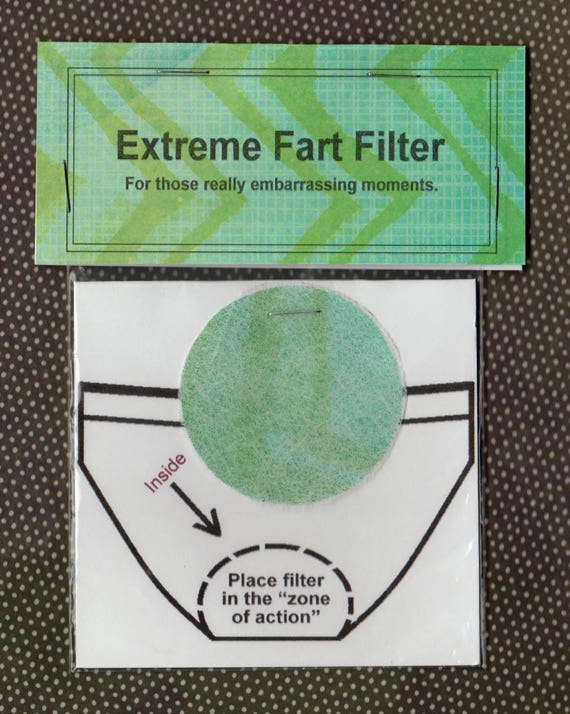 Extreme Fart Filter
For those really embarrassing moments.
Inside
Place filter
in the “zone
of action”